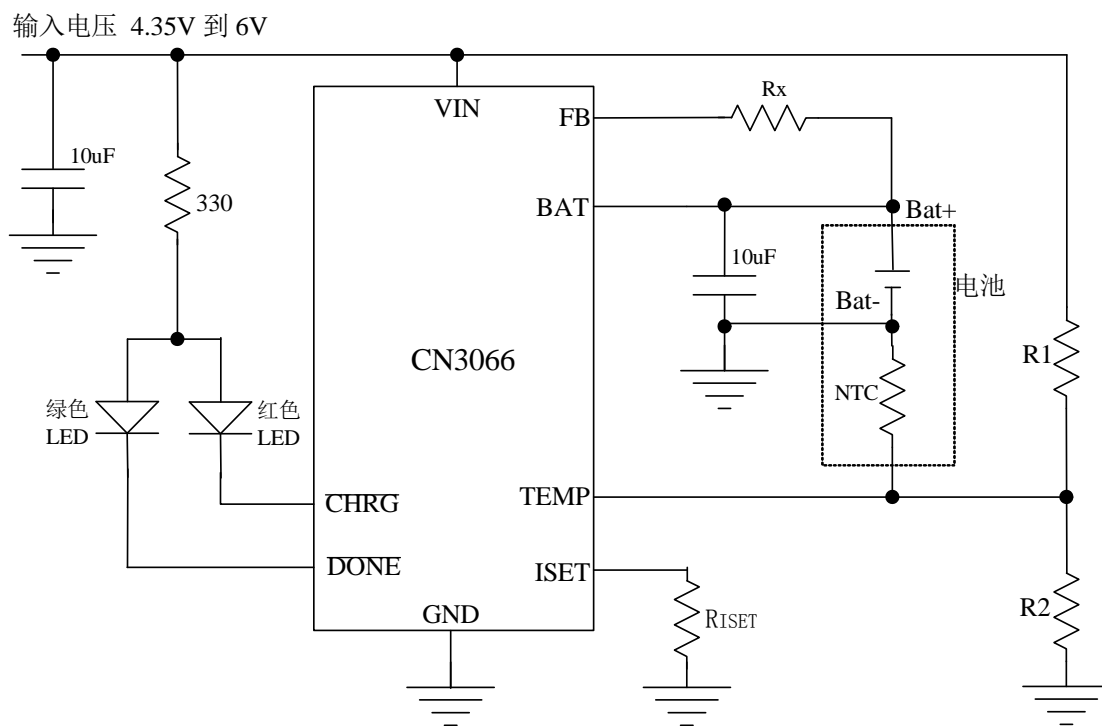 输入电压 4.35V 到 6V
VIN
FB
Rx
10uF
330
BAT
Bat+
10uF
Bat-
电池
CN3066
R1
NTC
绿色
LED
红色
LED
CHRG
TEMP
DONE
ISET
GND
RISET
R2